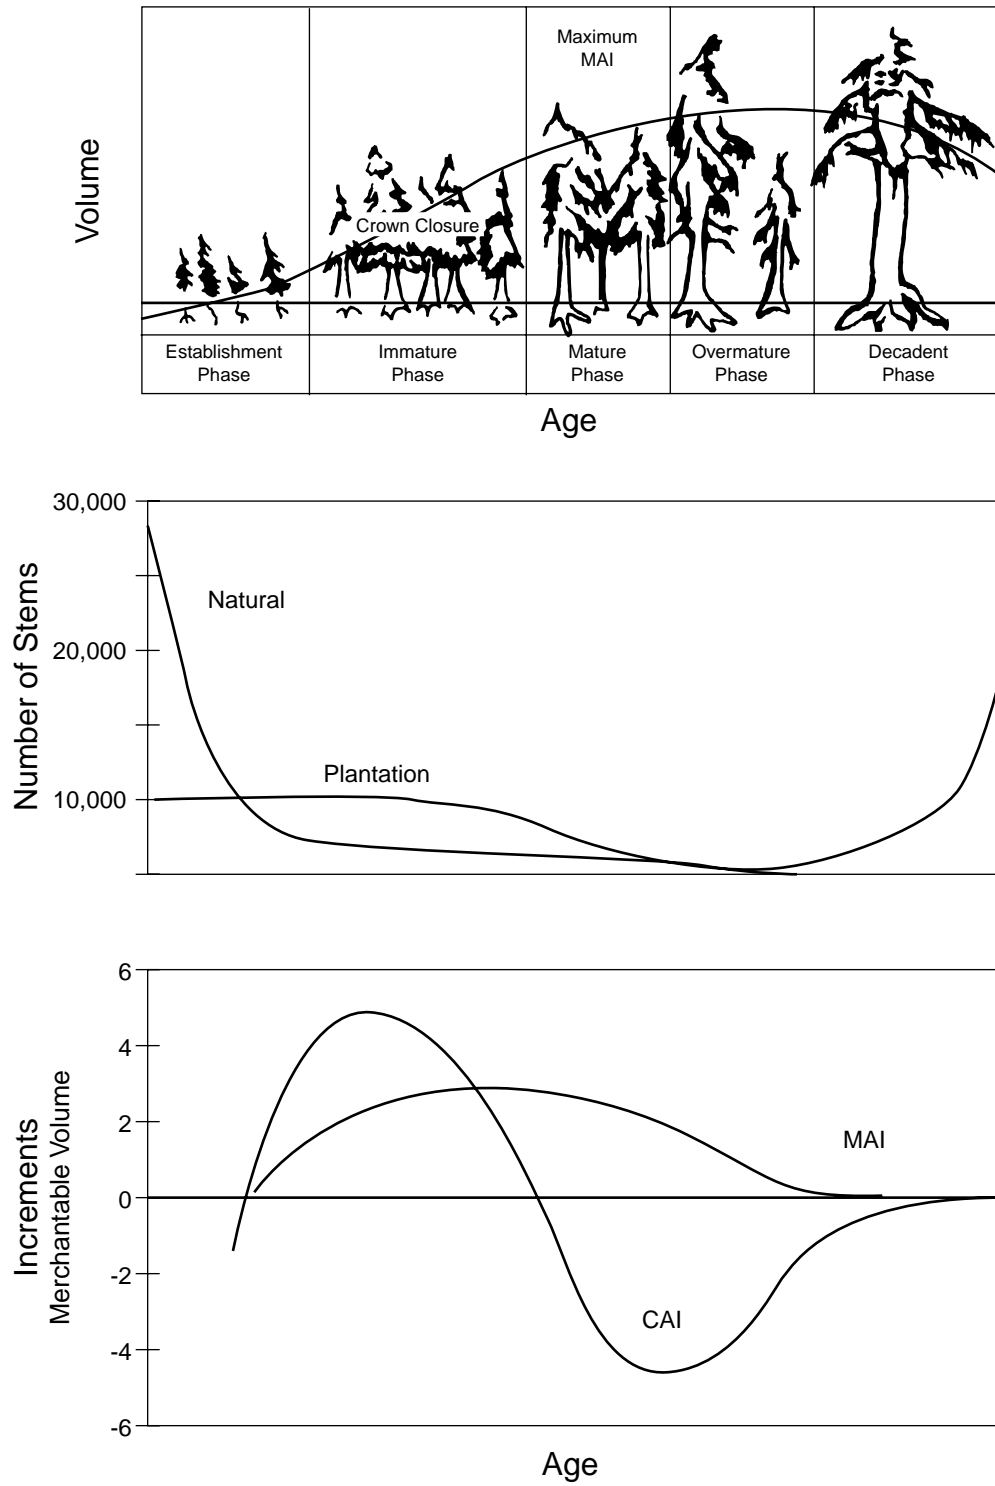 Volume
Maximum
MAI
Crown Closure
Establishment
Phase
Immature
Phase
Mature
Phase
Overmature
Phase
Decadent
Phase
Age
Number of Stems
30,000
20,000
10,000
Natural
Plantation
Increments
Merchantable Volume
6
4
2
0
-2
-4
-6
MAI
CAI
Age